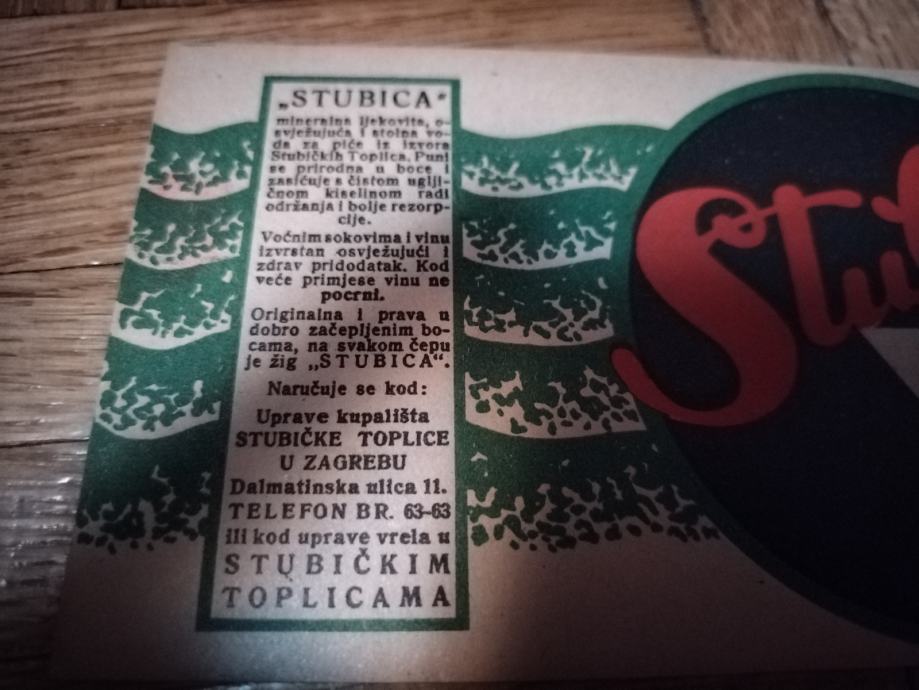 „STUBICA“
mineralna ljekovita, o-
svježujuća i stolna vo-
da za piće iz izvora
Stubičkih Toplica. Puni
se prirodna u boce i
zasićuje s čistom uglji-
čnom kiselinom radi
održanja i bolje rezorp-
cije.
Voćnim sokovima i vinu
izvrstan osvježujući i
zdrav pridodatak. Kod
veće primjese vinu ne
pocrni.
Originalna i prava u
dobro začepljenim bo-
cama, na svakom čepu
je žig „STUBICA“.
Naručuje se kod:
Uprave kupališta
STUBIČKE TOPLICE
U ZAGREBU
Dalmatinska ulica 11.
TELEFON BR. 63-63
ili kod uprave vrela u
STUBIČKIM
TOPLICAMA